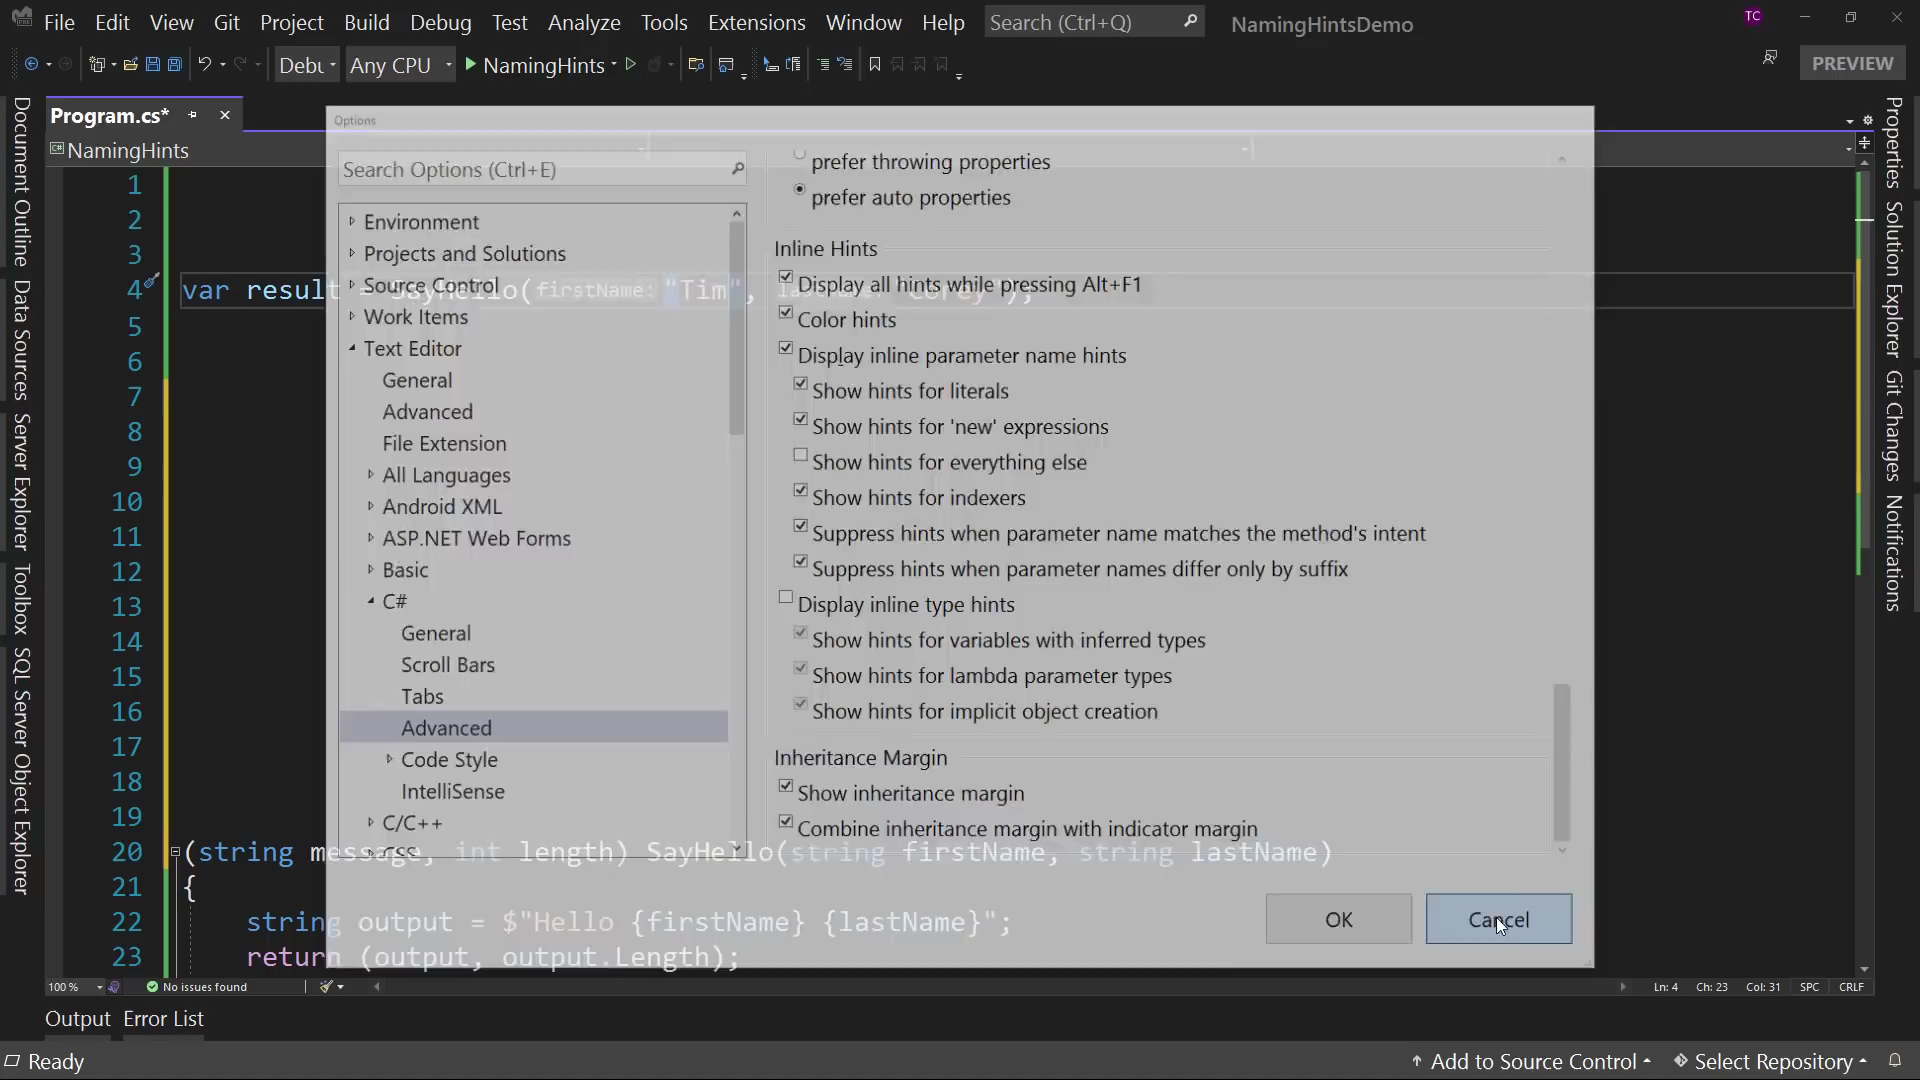 File Edit View Git Project Build Debug Test Analyze Tools Extensions Window Help Search (Ctrl+Q) NamingHintsDemo TC
Debu Any CPU NamingHints PREVIEW
Program.cs*
NamingHints
Document Outline
Data Sources
Server Explorer
Toolbox
SQL Server Object Explorer
1
2
3
4 var result = SayHello(firstName: "Tim", "Corey");
5
6
7
8
9
10
11
12
13
14
15
16
17
18
19
20 (string message, int length) SayHello(string firstName, string lastName)
21 {
22 string output = $"Hello {firstName} {lastName}";
23 return (output, output.Length);
Options
Search Options (Ctrl+E)
Environment
Projects and Solutions
Source Control
Work Items
Text Editor
General
Advanced
File Extension
All Languages
Android XML
ASP.NET Web Forms
Basic
C#
General
Scroll Bars
Tabs
Advanced
Code Style
IntelliSense
C/C++
CSS
prefer throwing properties
prefer auto properties
Inline Hints
Display all hints while pressing Alt+F1
Color hints
Display inline parameter name hints
Show hints for literals
Show hints for 'new' expressions
Show hints for everything else
Show hints for indexers
Suppress hints when parameter name matches the method's intent
Suppress hints when parameter names differ only by suffix
Display inline type hints
Show hints for variables with inferred types
Show hints for lambda parameter types
Show hints for implicit object creation
Inheritance Margin
Show inheritance margin
Combine inheritance margin with indicator margin
OK Cancel
Properties
Solution Explorer
Git Changes
Notifications
100 % No issues found Ln: 4 Ch: 23 Col: 31 SPC CRLF
Output Error List
Ready Add to Source Control Select Repository